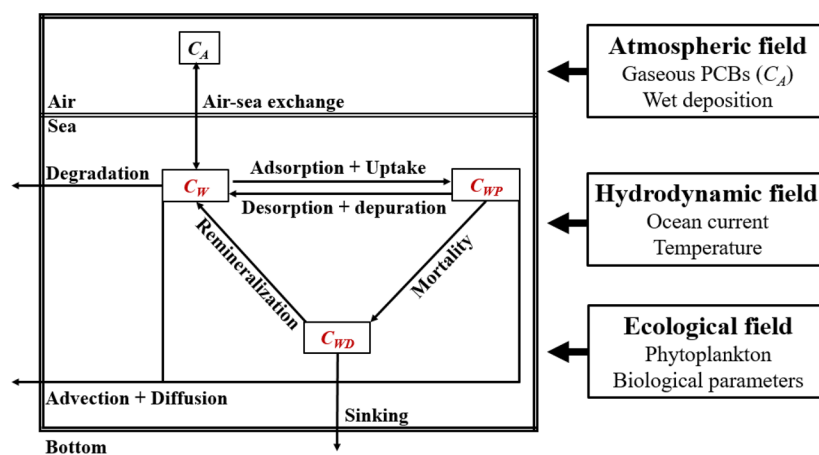 C_A
Air-sea exchange
Air
Sea
Degradation
C_W
Adsorption + Uptake
Desorption + depuration
C_WP
Remineralization
Mortality
C_WD
Advection + Diffusion
Sinking
Bottom
Atmospheric field
Gaseous PCBs (C_A)
Wet deposition
Hydrodynamic field
Ocean current
Temperature
Ecological field
Phytoplankton
Biological parameters